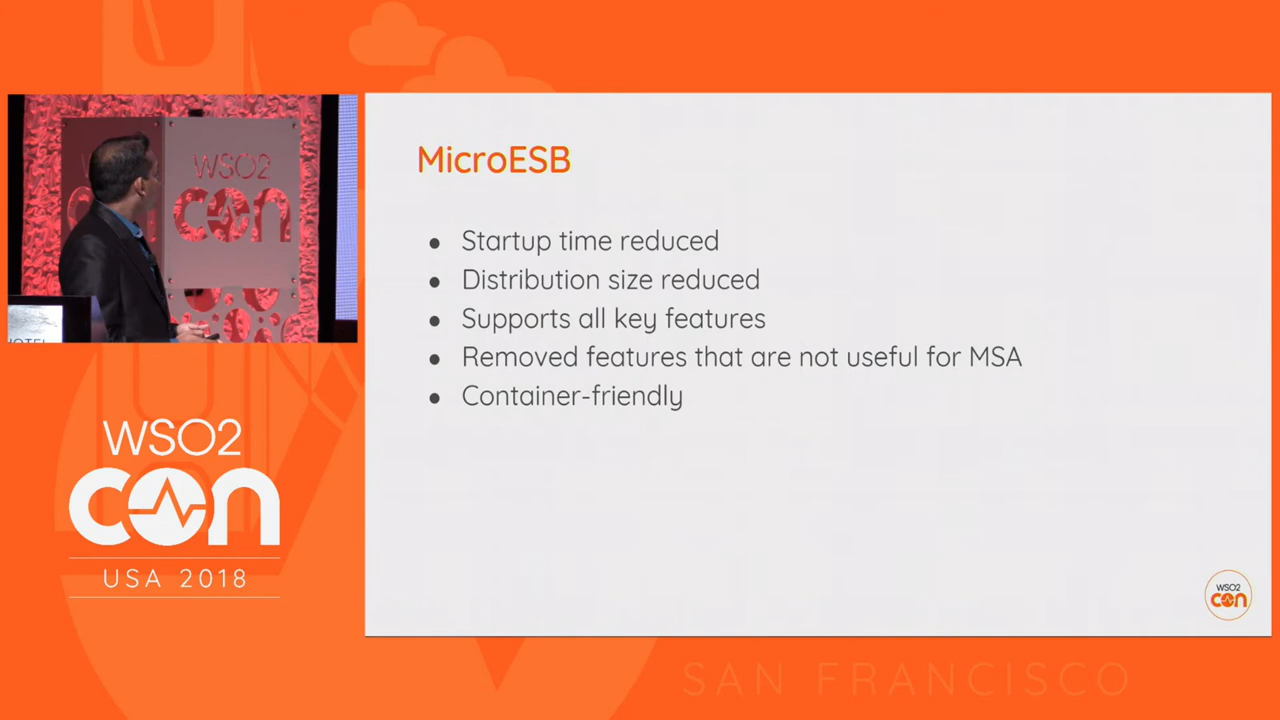 WSO2
con
HOTEL
WSO2
con
USA 2018
MicroESB
Startup time reduced
Distribution size reduced
Supports all key features
Removed features that are not useful for MSA
Container-friendly
WSO2
con
SAN FRANCISCO